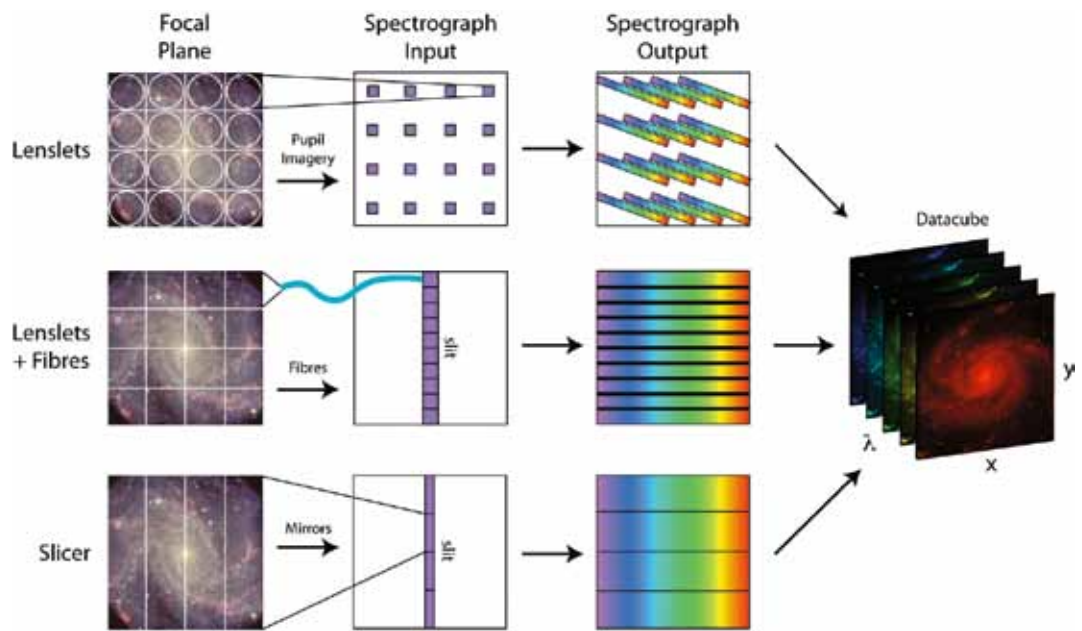 Focal
Plane
Spectrograph
Input
Spectrograph
Output
Lenslets
Pupil
Imagery
Datacube
Lenslets
+ Fibres
Fibres
slit
y
λ
x
Slicer
Mirrors
slit